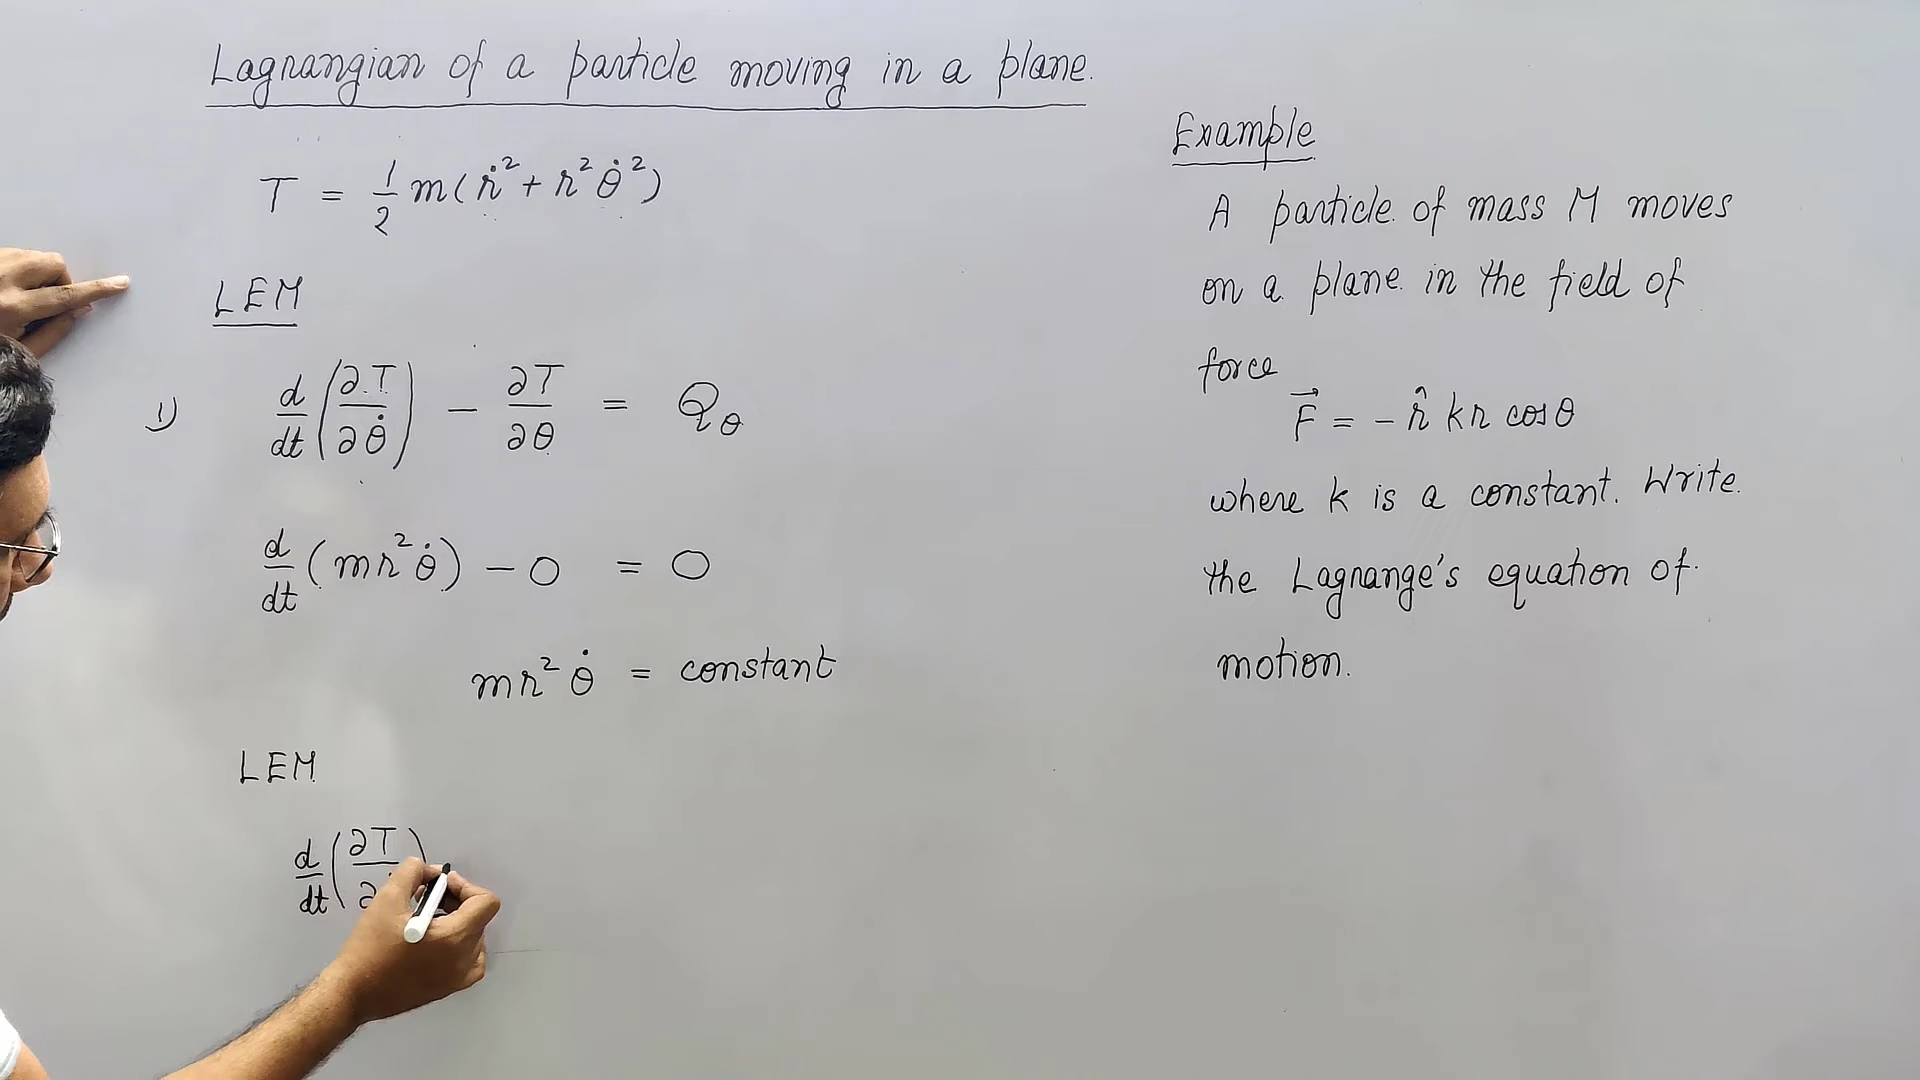 Lagrangian of a particle moving in a plane.
T = 1/2 m(ṙ² + r²θ̇²)
LEM
1) d/dt (∂T/∂θ̇) - ∂T/∂θ = Q_θ
d/dt (mr²θ̇) - 0 = 0
mr²θ̇ = constant
LEM
d/dt (∂T/∂
Example
A particle of mass M moves
on a plane in the field of
force
F⃗ = - r̂ kr cosθ
where k is a constant. Write
the Lagrange's equation of
motion.